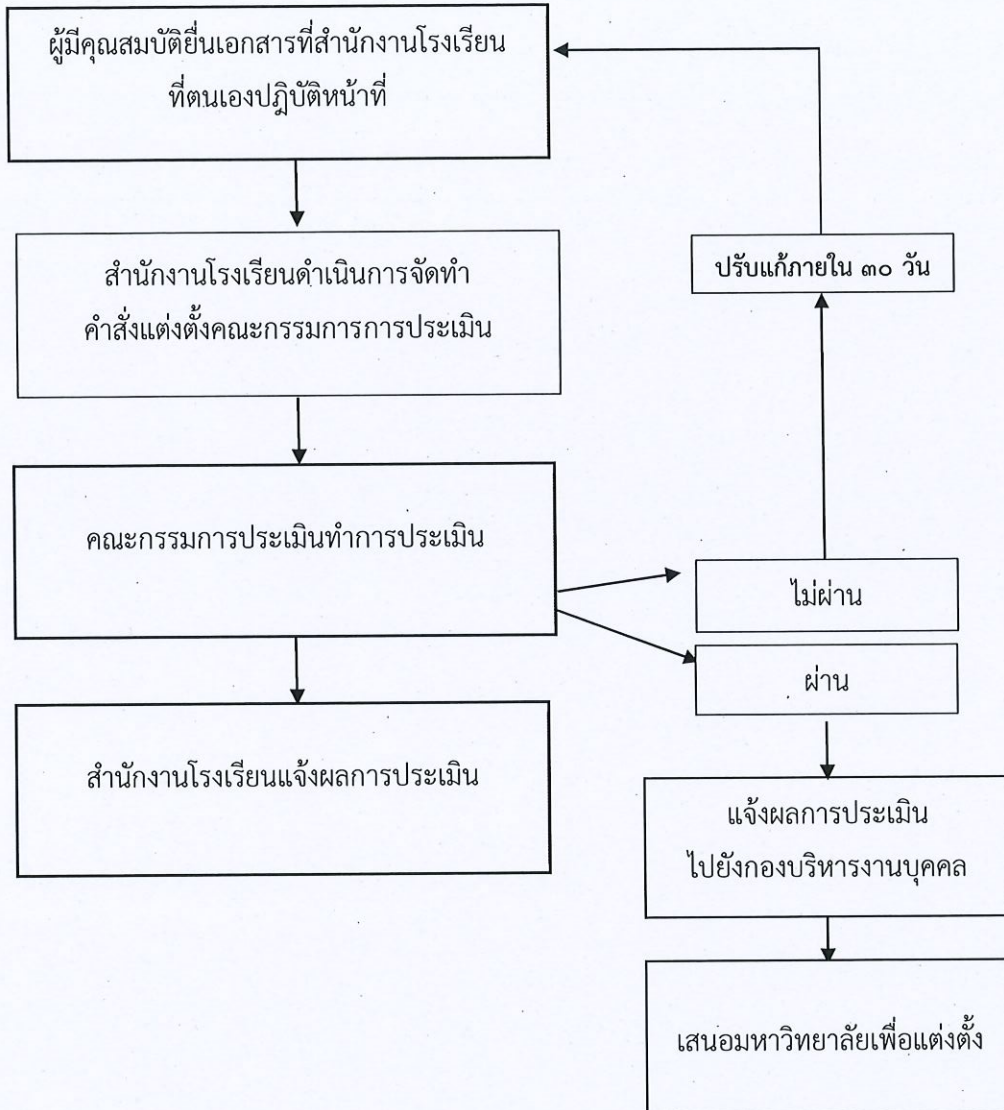 ผู้มีคุณสมบัติยื่นเอกสารที่สำนักงานโรงเรียน
ที่ตนเองปฏิบัติหน้าที่
สำนักงานโรงเรียนดำเนินการจัดทำ
คำสั่งแต่งตั้งคณะกรรมการการประเมิน
ปรับแก้ภายใน ๓๐ วัน
คณะกรรมการประเมินทำการประเมิน
ไม่ผ่าน
ผ่าน
สำนักงานโรงเรียนแจ้งผลการประเมิน
แจ้งผลการประเมิน
ไปยังกองบริหารงานบุคคล
เสนอมหาวิทยาลัยเพื่อแต่งตั้ง